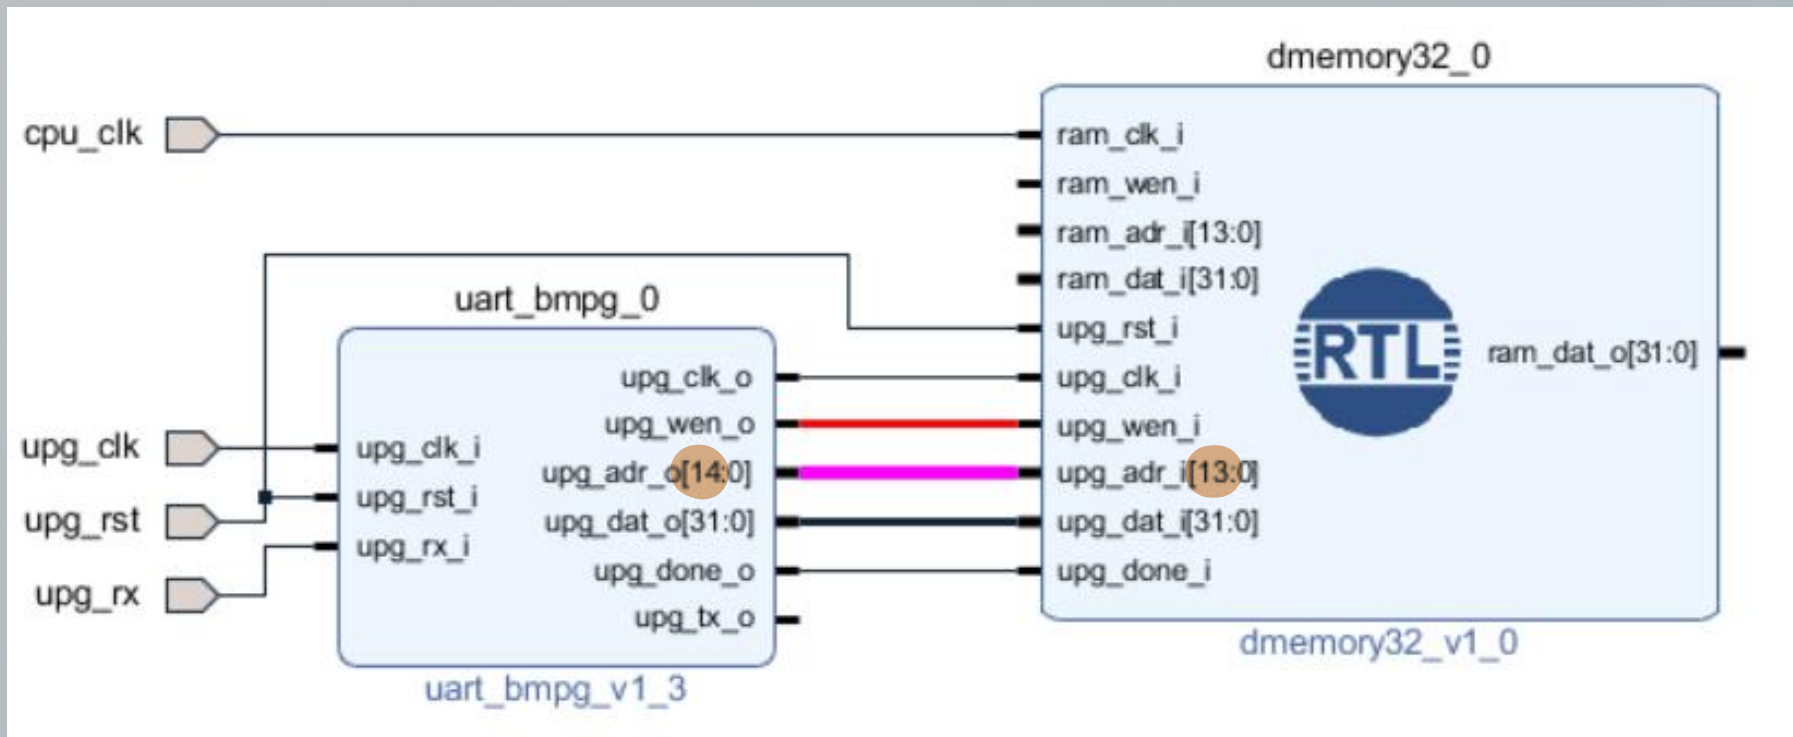 dmemory32_0
cpu_clk
ram_clk_i
ram_wen_i
ram_adr_i[13:0]
ram_dat_i[31:0]
upg_rst_i
upg_clk_i
upg_wen_i
upg_adr_i[13:0]
upg_dat_i[31:0]
upg_done_i
RTL
ram_dat_o[31:0]
dmemory32_v1_0
uart_bmpg_0
upg_clk
upg_rst
upg_rx
upg_clk_i
upg_rst_i
upg_rx_i
upg_clk_o
upg_wen_o
upg_adr_o[14:0]
upg_dat_o[31:0]
upg_done_o
upg_tx_o
uart_bmpg_v1_3